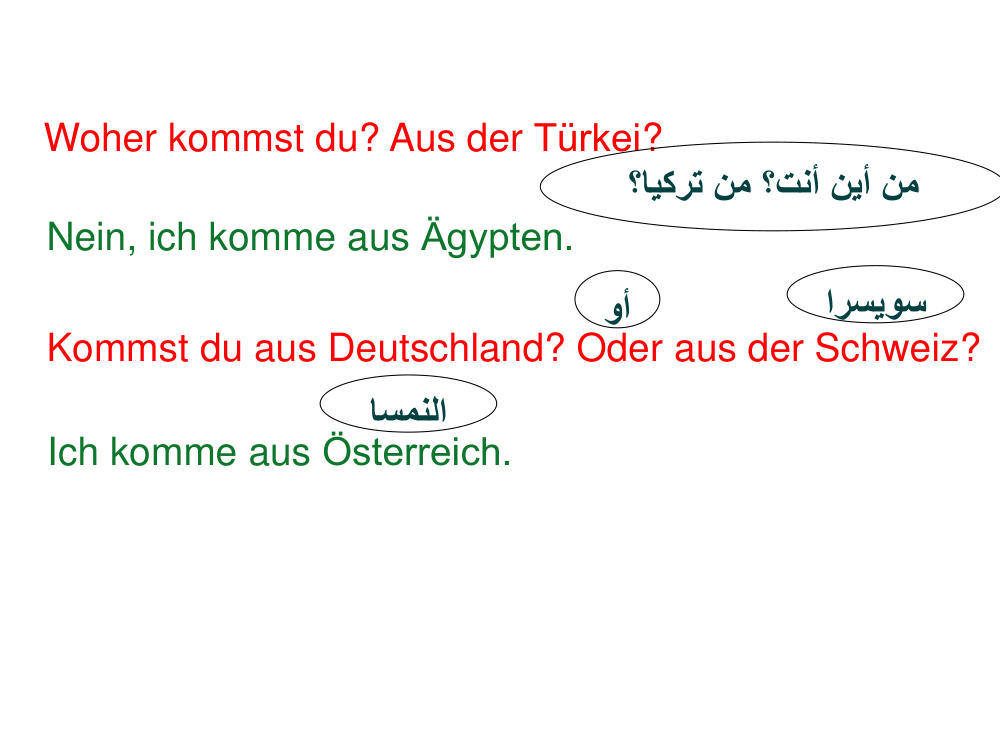 Woher kommst du? Aus der Türkei?
من أين أنت؟ من تركيا؟
Nein, ich komme aus Ägypten.
أو
سويسرا
Kommst du aus Deutschland? Oder aus der Schweiz?
النمسا
Ich komme aus Österreich.